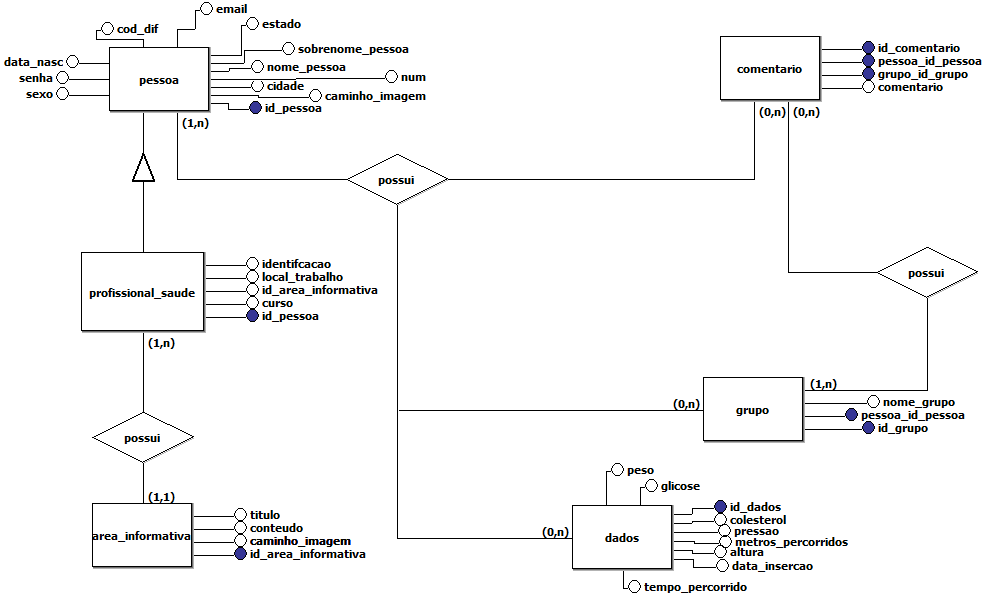 email
cod_dif
estado
sobrenome_pessoa
data_nasc
nome_pessoa
senha
num
pessoa
cidade
sexo
caminho_imagem
id_pessoa
(1,n)
id_comentario
pessoa_id_pessoa
comentario
grupo_id_grupo
comentario
(0,n)
(0,n)
possui
identifcacao
local_trabalho
profissional_saude
id_area_informativa
curso
id_pessoa
(1,n)
possui
(1,n)
nome_grupo
(0,n)
grupo
pessoa_id_pessoa
id_grupo
possui
(1,1)
titulo
conteudo
area_informativa
caminho_imagem
id_area_informativa
peso
glicose
id_dados
colesterol
(0,n)
pressao
dados
metros_percorridos
altura
data_insercao
tempo_percorrido